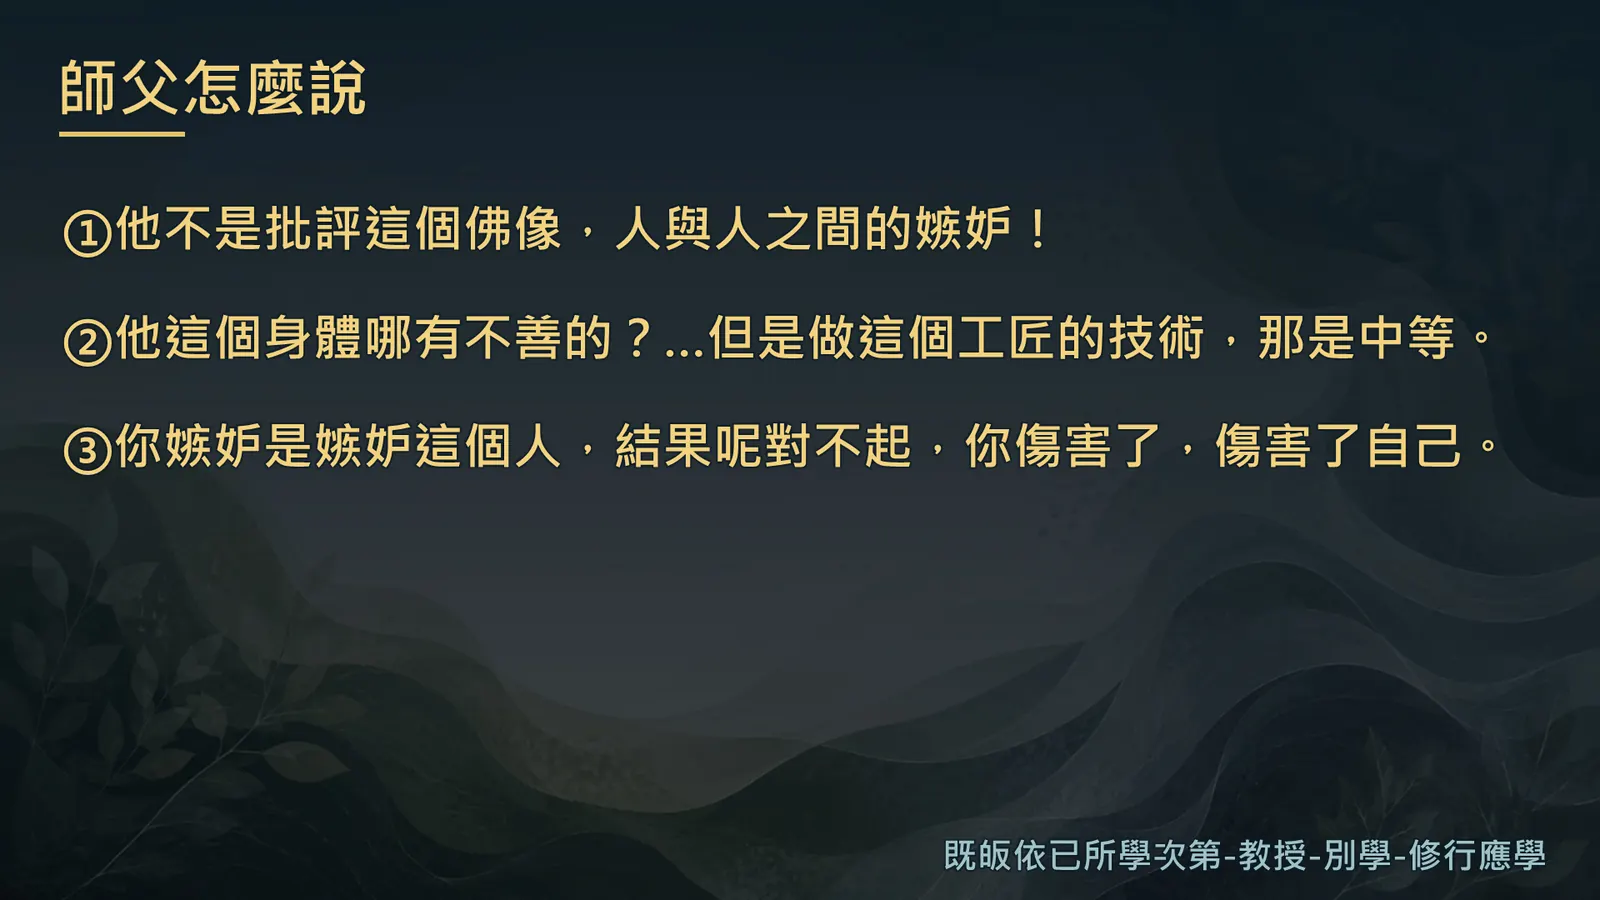 師父怎麼說
①他不是批評這個佛像，人與人之間的嫉妒！
②他這個身體哪有不善的？...但是做這個工匠的技術，那是中等。
③你嫉妒是嫉妒這個人，結果呢對不起，你傷害了，傷害了自己。
既皈依已所學次第-教授-別學-修行應學